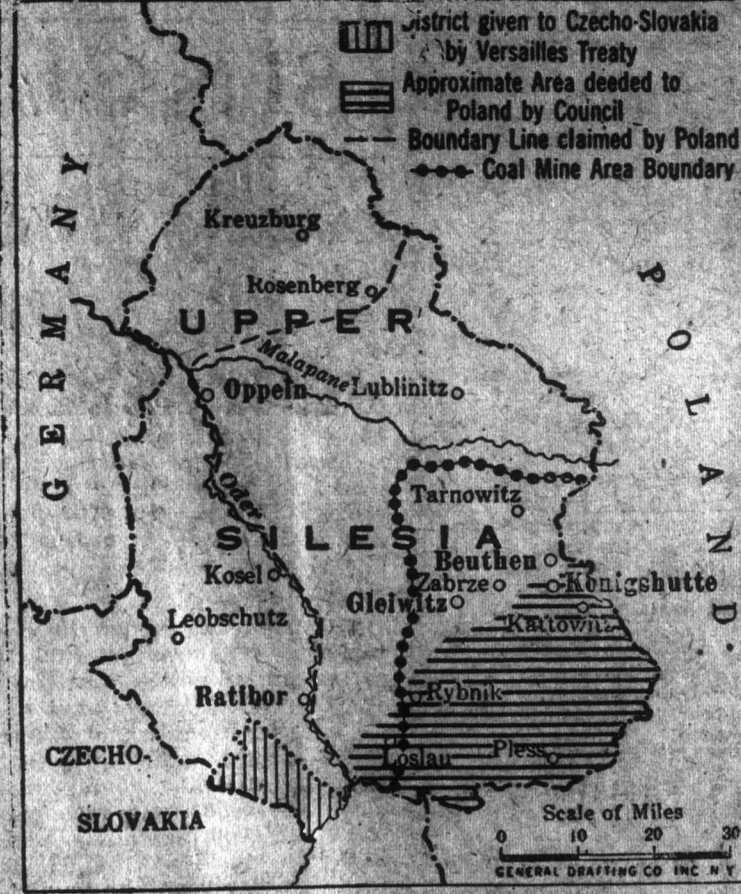 District given to Czecho-Slovakia
by Versailles Treaty
Approximate Area deeded to
Poland by Council
Boundary Line claimed by Poland
Coal Mine Area Boundary
GERMANY
POLAND
Kreuzburg
Rosenberg
UPPER
Malapane
Lublinitz
Oppeln
Oder
Tarnowitz
SILESIA
Beuthen
Kosel
Zabrze
Konigshutte
Gleiwitz
Kattowitz
Leobschutz
Ratibor
Rybnik
CZECHO-
SLOVAKIA
Loslau
Pless
Scale of Miles
0 10 20 30
GENERAL DRAFTING CO INC N Y